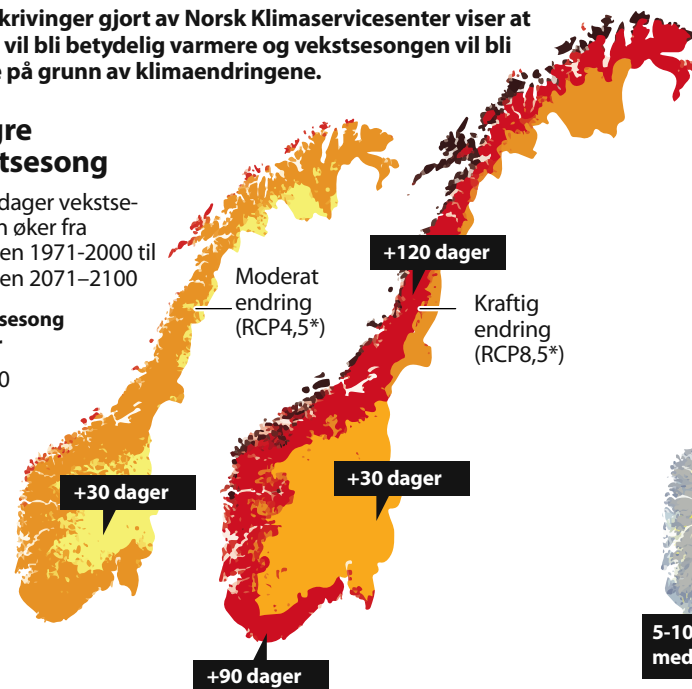 krivinger gjort av Norsk Klimaservicesenter viser at
vil bli betydelig varmere og vekstsesongen vil bli
på grunn av klimaendringene.
gre
tsesong
dager vekstse-
n øker fra
en 1971-2000 til
en 2071–2100
sesong
0
Moderat
endring
(RCP4,5*)
+120 dager
Kraftig
endring
(RCP8,5*)
+30 dager
+30 dager
+90 dager
5-10
med